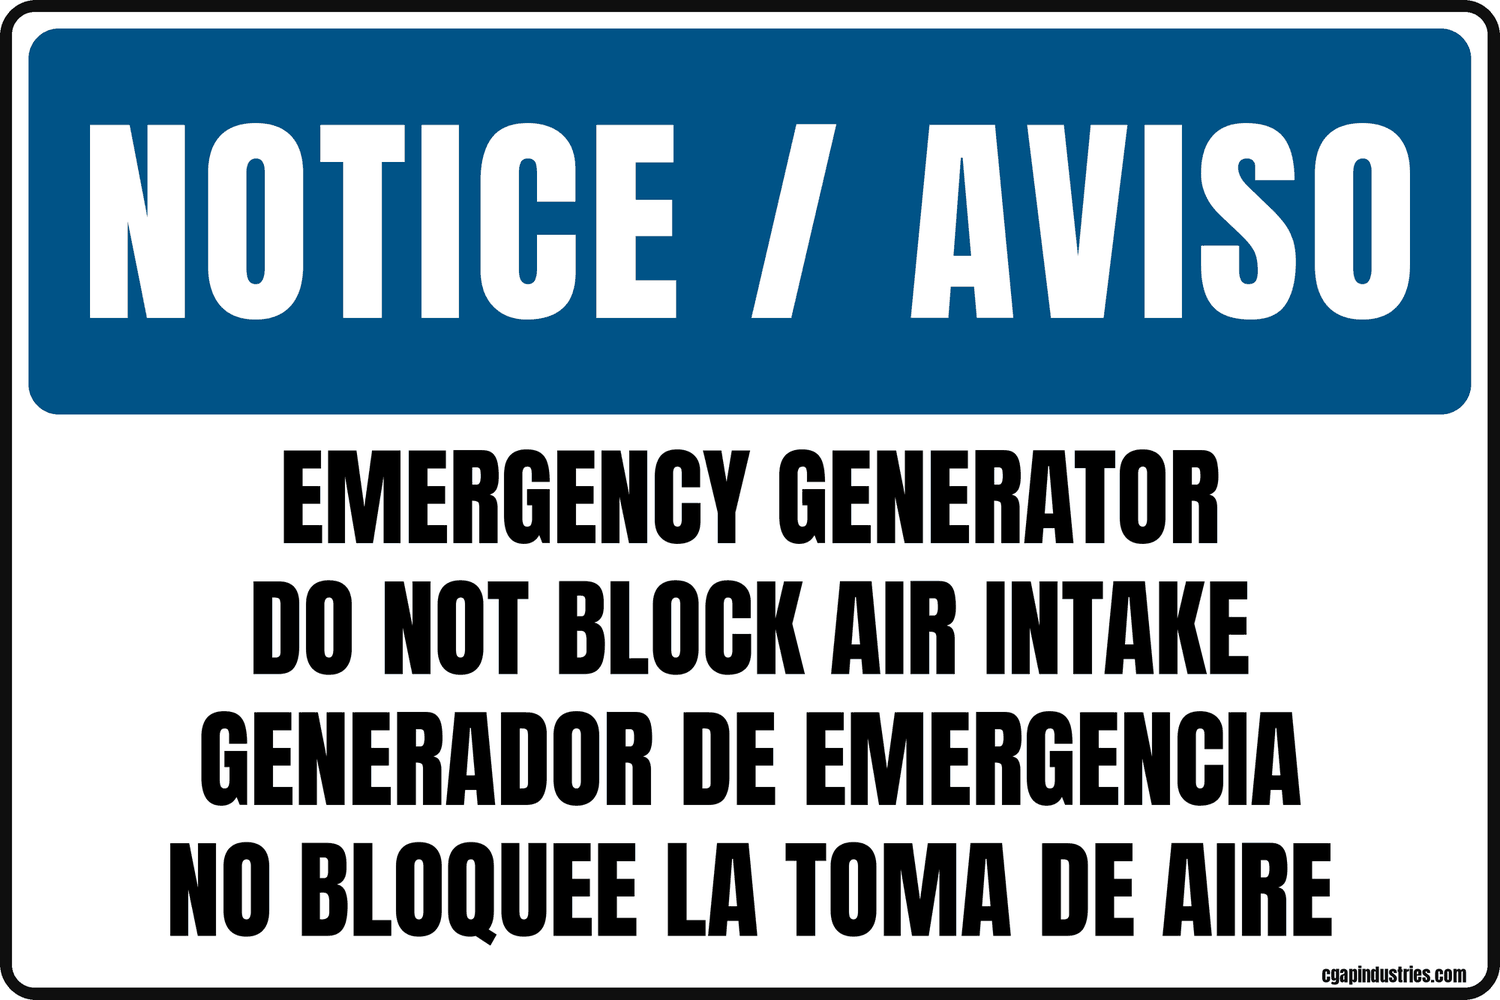 NOTICE / AVISO
EMERGENCY GENERATOR
DO NOT BLOCK AIR INTAKE
GENERADOR DE EMERGENCIA
NO BLOQUEE LA TOMA DE AIRE
cgapindustries.com